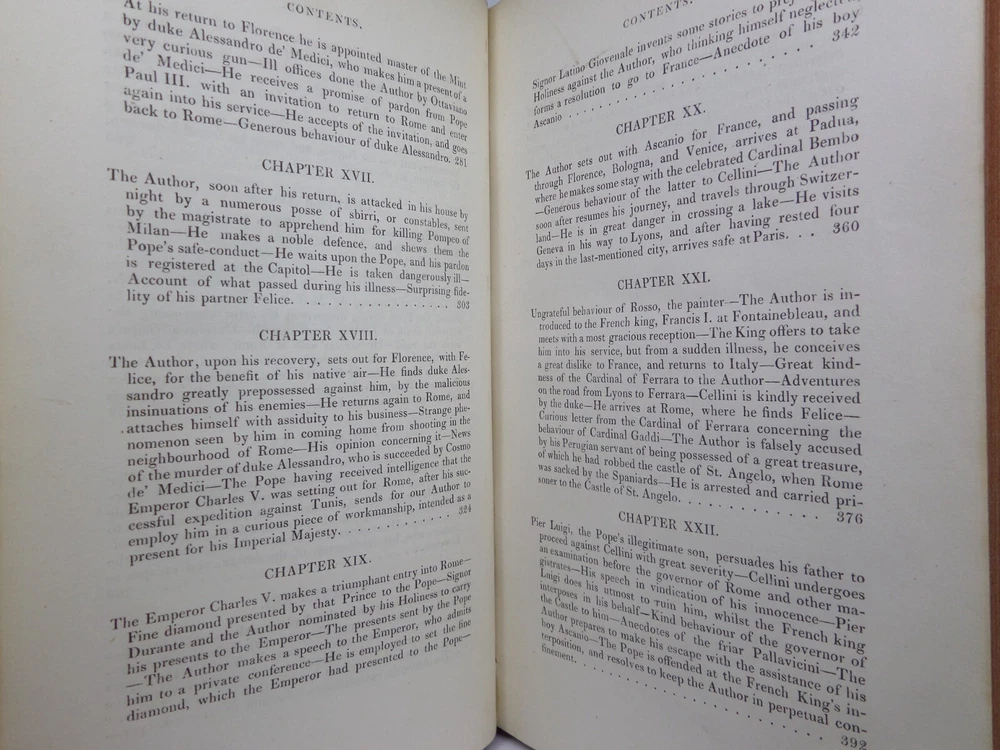 CONTENTS.
At his return to Florence he is appointed master of the Mint
by duke Alessandro de' Medici, who makes him a present of a
very curious gun—Ill offices done the Author by Ottaviano
de' Medici—He receives a promise of pardon from Pope
Paul III. with an invitation to return to Rome and enter
again into his service—He accepts of the invitation, and goes
back to Rome—Generous behaviour of duke Alessandro. 281
CHAPTER XVII.
The Author, soon after his return, is attacked in his house by
night by a numerous posse of sbirri, or constables, sent
by the magistrate to apprehend him for killing Pompeo of
Milan—He makes a noble defence, and shews them the
Pope's safe-conduct—He waits upon the Pope, and his pardon
is registered at the Capitol—He is taken dangerously ill—
Account of what passed during his illness—Surprising fide-
lity of his partner Felice. . . . . . . . . . . . . . . . 303
CHAPTER XVIII.
The Author, upon his recovery, sets out for Florence, with Fe-
lice, for the benefit of his native air—He finds duke Ales-
sandro greatly prepossessed against him, by the malicious
insinuations of his enemies—He returns again to Rome, and
attaches himself with assiduity to his business—Strange phe-
nomenon seen by him in coming home from shooting in the
neighbourhood of Rome—His opinion concerning it—News
of the murder of duke Alessandro, who is succeeded by Cosmo
de' Medici—The Pope having received intelligence that the
Emperor Charles V. was setting out for Rome, after his suc-
cessful expedition against Tunis, sends for our Author to
employ him in a curious piece of workmanship, intended as a
present for his Imperial Majesty. . . . . . . . . . . . 324
CHAPTER XIX.
The Emperor Charles V. makes a triumphant entry into Rome—
Fine diamond presented by that Prince to the Pope—Signor
Durante and the Author nominated by his Holiness to carry
his presents to the Emperor—The presents sent by the Pope
—The Author makes a speech to the Emperor, who admits
him to a private conference—He is employed to set the fine
diamond, which the Emperor had presented to the Pope—
CONTENTS.
Signor Latino Giovenale invents some stories to
Holiness against the Author, who thinking himself neglected,
forms a resolution to go to France—Anecdote of his boy
Ascanio . . . . . . . . . . . . . . . . . . . . 342
CHAPTER XX.
The Author sets out with Ascanio for France, and passing
through Florence, Bologna, and Venice, arrives at Padua,
where he makes some stay with the celebrated Cardinal Bembo
—Generous behaviour of the latter to Cellini—The Author
soon after resumes his journey, and travels through Switzer-
land—He is in great danger in crossing a lake—He visits
Geneva in his way to Lyons, and after having rested four
days in the last-mentioned city, arrives safe at Paris. . . . 360
CHAPTER XXI.
Ungrateful behaviour of Rosso, the painter—The Author is in-
troduced to the French king, Francis I. at Fontainebleau, and
meets with a most gracious reception—The King offers to take
him into his service, but from a sudden illness, he conceives
a great dislike to France, and returns to Italy—Great kind-
ness of the Cardinal of Ferrara to the Author—Adventures
on the road from Lyons to Ferrara—Cellini is kindly received
by the duke—He arrives at Rome, where he finds Felice—
Curious letter from the Cardinal of Ferrara concerning the
behaviour of Cardinal Gaddi—The Author is falsely accused
by his Perugian servant of being possessed of a great treasure,
of which he had robbed the castle of St. Angelo, when Rome
was sacked by the Spaniards—He is arrested and carried pri-
soner to the Castle of St. Angelo. . . . . . . . . . . . 376
CHAPTER XXII.
Pier Luigi, the Pope's illegitimate son, persuades his father to
proceed against Cellini with great severity—Cellini undergoes
an examination before the governor of Rome and other ma-
gistrates—His speech in vindication of his innocence—Pier
Luigi does his utmost to ruin him, whilst the French king
interposes in his behalf—Kind behaviour of the governor of
the Castle to him—Anecdotes of the friar Pallavicini—The
Author prepares to make his escape with the assistance of his
boy Ascanio—The Pope is offended at the French King's in-
terposition, and resolves to keep the Author in perpetual con-
finement. . . . . . . . . . . . . . . . . . . . 392